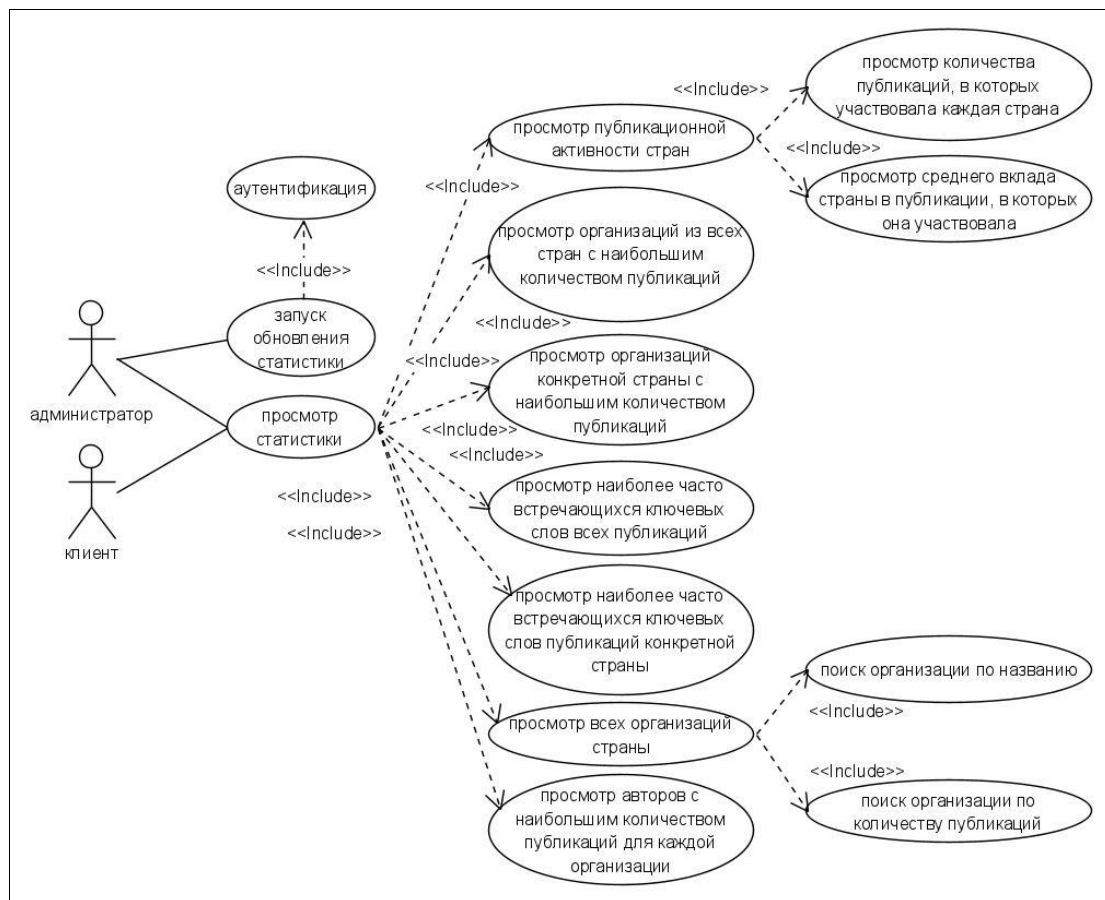 просмотр количества
публикаций, в которых
участвовала каждая страна
<<Include>>
просмотр публикационной
активности стран
<<Include>>
просмотр среднего вклада
страны в публикации, в которых
она участвовала
аутентификация
<<Include>>
просмотр организаций из всех
стран с наибольшим
количеством публикаций
<<Include>>
запуск
обновления
статистики
<<Include>>
<<Include>>
просмотр организаций
конкретной страны с
наибольшим количеством
публикаций
администратор
просмотр
статистики
<<Include>>
<<Include>>
клиент
<<Include>>
<<Include>>
просмотр наиболее часто
встречающихся ключевых
слов всех публикаций
просмотр наиболее часто
встречающихся ключевых
слов публикаций конкретной
страны
поиск организации по названию
<<Include>>
просмотр всех организаций
страны
<<Include>>
поиск организации по
количеству публикаций
просмотр авторов с
наибольшим количеством
публикаций для каждой
организации